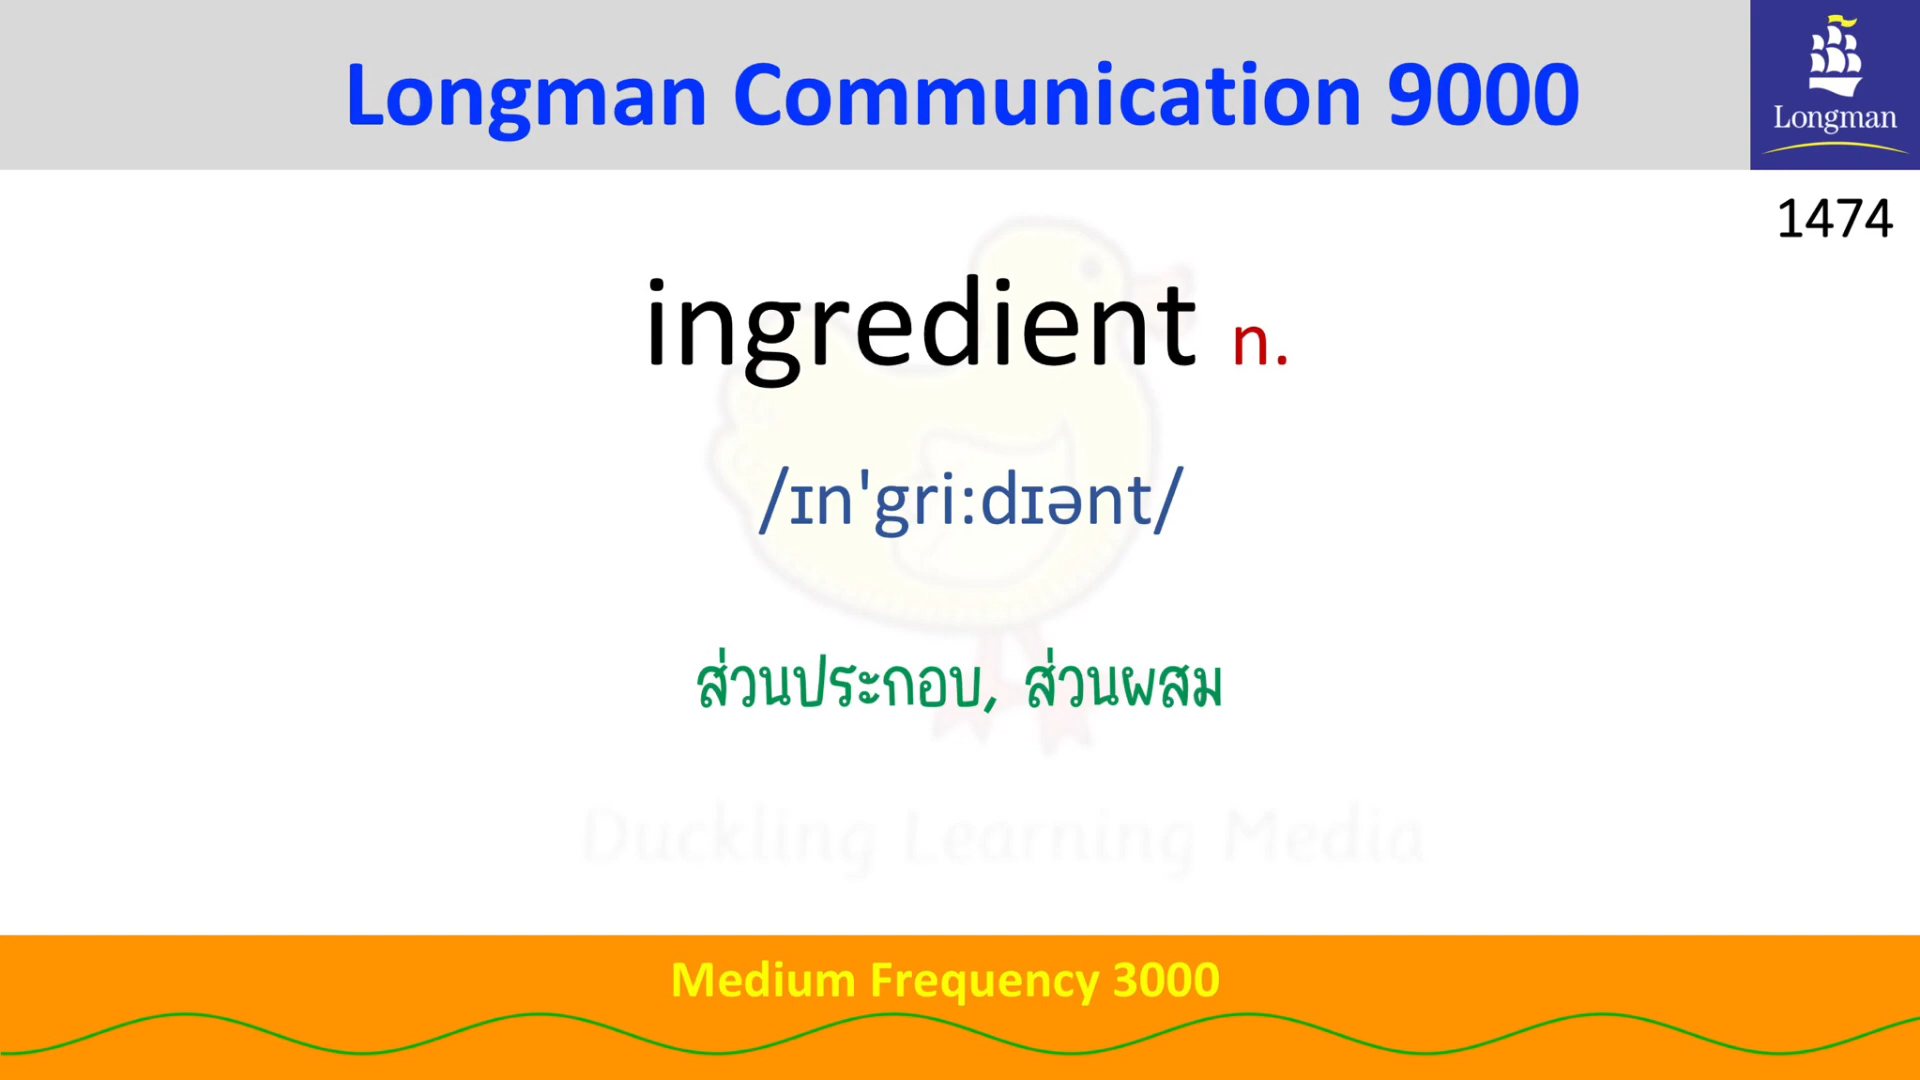 Longman Communication 9000
Longman
1474
ingredient n.
/ɪn'gri:dɪənt/
ส่วนประกอบ, ส่วนผสม
Duckling Learning Media
Medium Frequency 3000